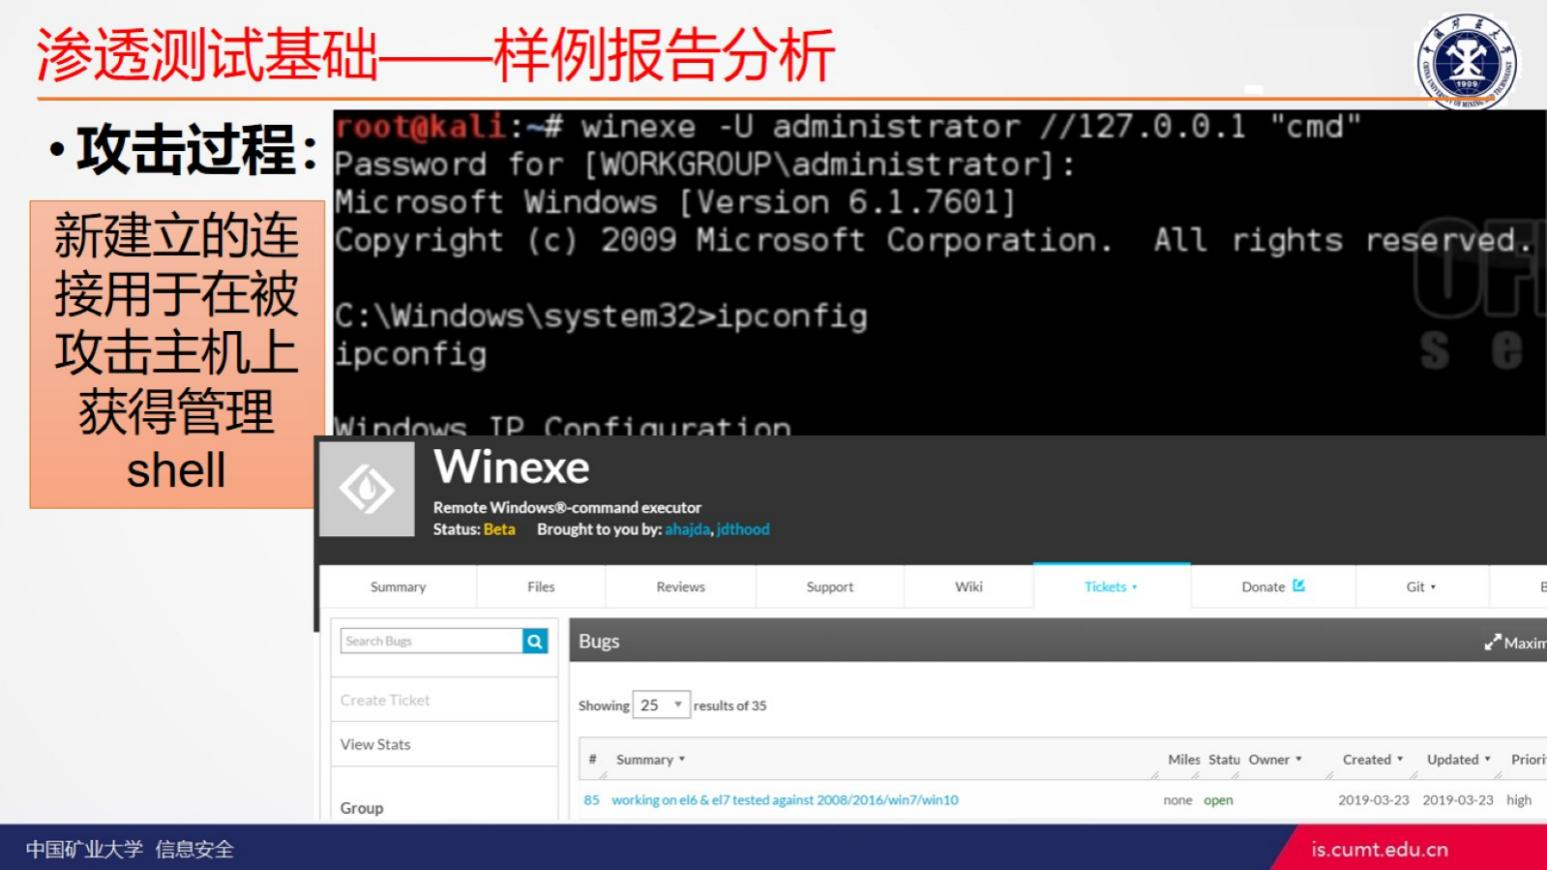 渗透测试基础——样例报告分析
• 攻击过程：
新建立的连
接用于在被
攻击主机上
获得管理
shell
root@kali:~# winexe -U administrator //127.0.0.1 "cmd"
Password for [WORKGROUP\administrator]:
Microsoft Windows [Version 6.1.7601]
Copyright (c) 2009 Microsoft Corporation.  All rights reserved.
C:\Windows\system32>ipconfig
ipconfig
Windows IP Configuration
Winexe
Remote Windows®-command executor
Status: Beta Brought to you by: ahajda, jdthood
Summary Files Reviews Support Wiki Tickets Donate Git
Search Bugs
Bugs
Create Ticket
View Stats
Group
Showing 25 results of 35
# Summary Miles Statu Owner Created Updated Priori
85 working on el6 & el7 tested against 2008/2016/win7/win10 none open 2019-03-23 2019-03-23 high
中国矿业大学 信息安全
is.cumt.edu.cn